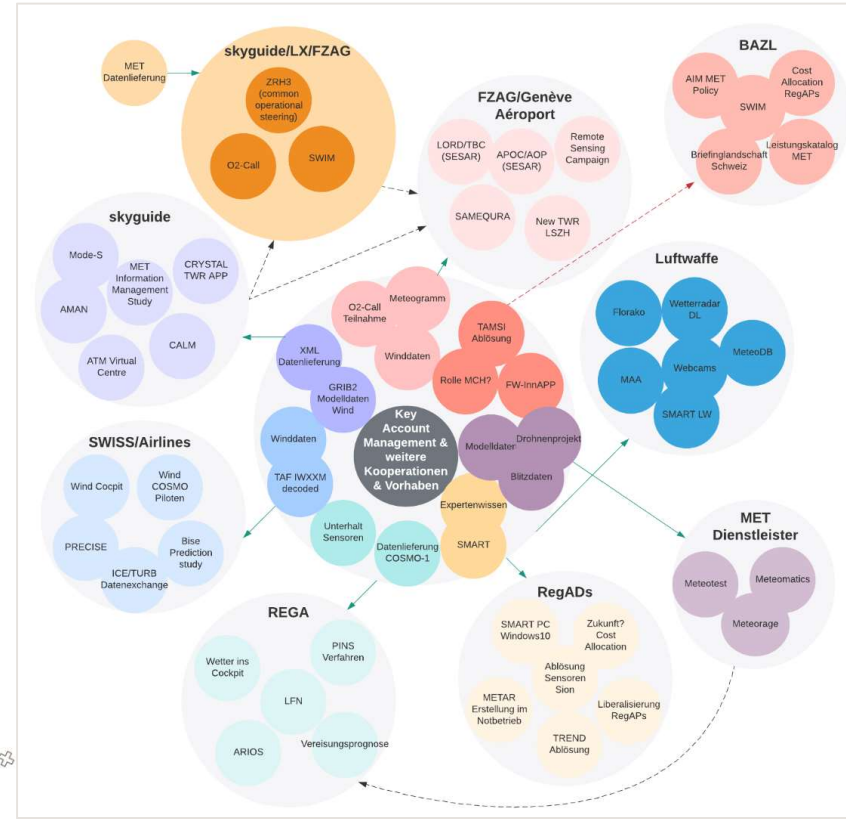 MET
Datenlieferung
skyguide/LX/FZAG
ZRH3
(common
operational
steering)
O2-Call
SWIM
FZAG/Genève
Aéroport
LORD/TBC
(SESAR)
APOC/AOP
(SESAR)
Remote
Sensing
Campaign
SAMEQURA
New TWR
LSZH
BAZL
AIM MET
Policy
SWIM
Cost
Allocation
RegAPs
Briefinglandschaft
Schweiz
Leistungskatalog
MET
skyguide
Mode-S
MET
Information
Management
Study
CRYSTAL
TWR APP
AMAN
CALM
ATM Virtual
Centre
O2-Call
Teilnahme
Meteogramm
Winddaten
TAMSI
Ablösung
Rolle MCH?
FW-InnAPP
XML
Datenlieferung
GRIB2
Modelldaten
Wind
Winddaten
TAF IWXXM
decoded
Key
Account
Management &
weitere
Kooperationen
& Vorhaben
Modelldaten
Drohnenprojekt
Blitzdaten
Expertenwissen
SMART
Unterhalt
Sensoren
Datenlieferung
COSMO-1
Luftwaffe
Florako
Wetterradar
DL
MeteoDB
MAA
Webcams
SMART LW
SWISS/Airlines
Wind Cocpit
Wind
COSMO
Piloten
PRECISE
Bise
Prediction
study
ICE/TURB
Datenexchange
MET
Dienstleister
Meteotest
Meteomatics
Meteorage
REGA
Wetter ins
Cockpit
PINS
Verfahren
LFN
ARIOS
Vereisungsprognose
RegADs
SMART PC
Windows10
Zukunft?
Cost
Allocation
Ablösung
Sensoren
Sion
METAR
Erstellung im
Notbetrieb
Liberalisierung
RegAPs
TREND
Ablösung